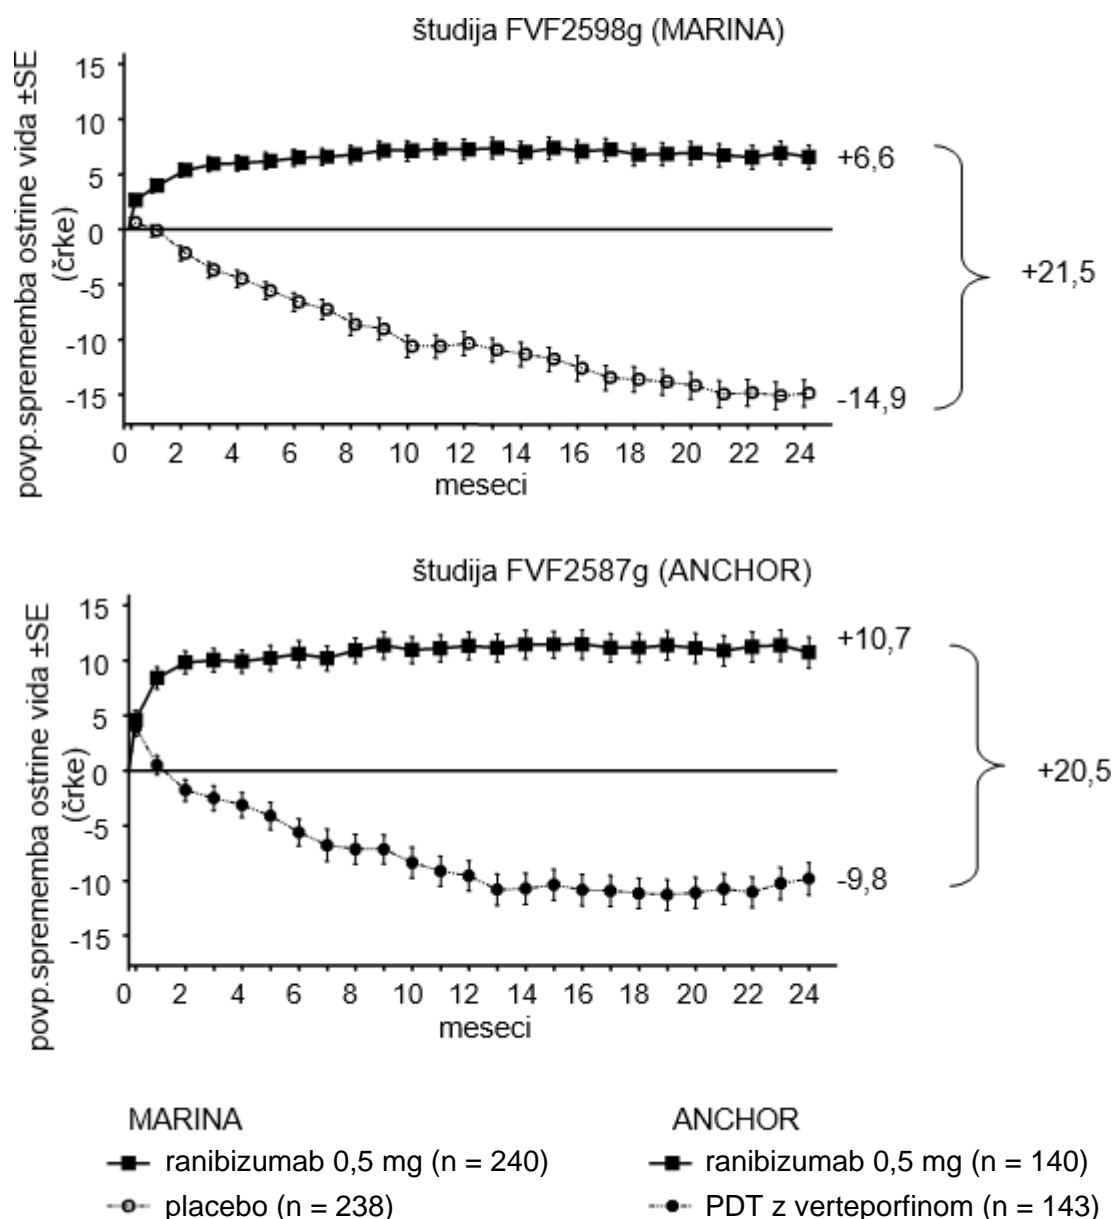 študija FVF2598g (MARINA)
povp.sprememba ostrine vida ±SE
(črke)
15
10
5
0
-5
-10
-15
+6,6
+21,5
-14,9
0 2 4 6 8 10 12 14 16 18 20 22 24
meseci
študija FVF2587g (ANCHOR)
povp.sprememba ostrine vida ±SE
(črke)
15
10
5
0
-5
-10
-15
+10,7
+20,5
-9,8
0 2 4 6 8 10 12 14 16 18 20 22 24
meseci
MARINA
ranibizumab 0,5 mg (n = 240)
placebo (n = 238)
ANCHOR
ranibizumab 0,5 mg (n = 140)
PDT z verteporfinom (n = 143)